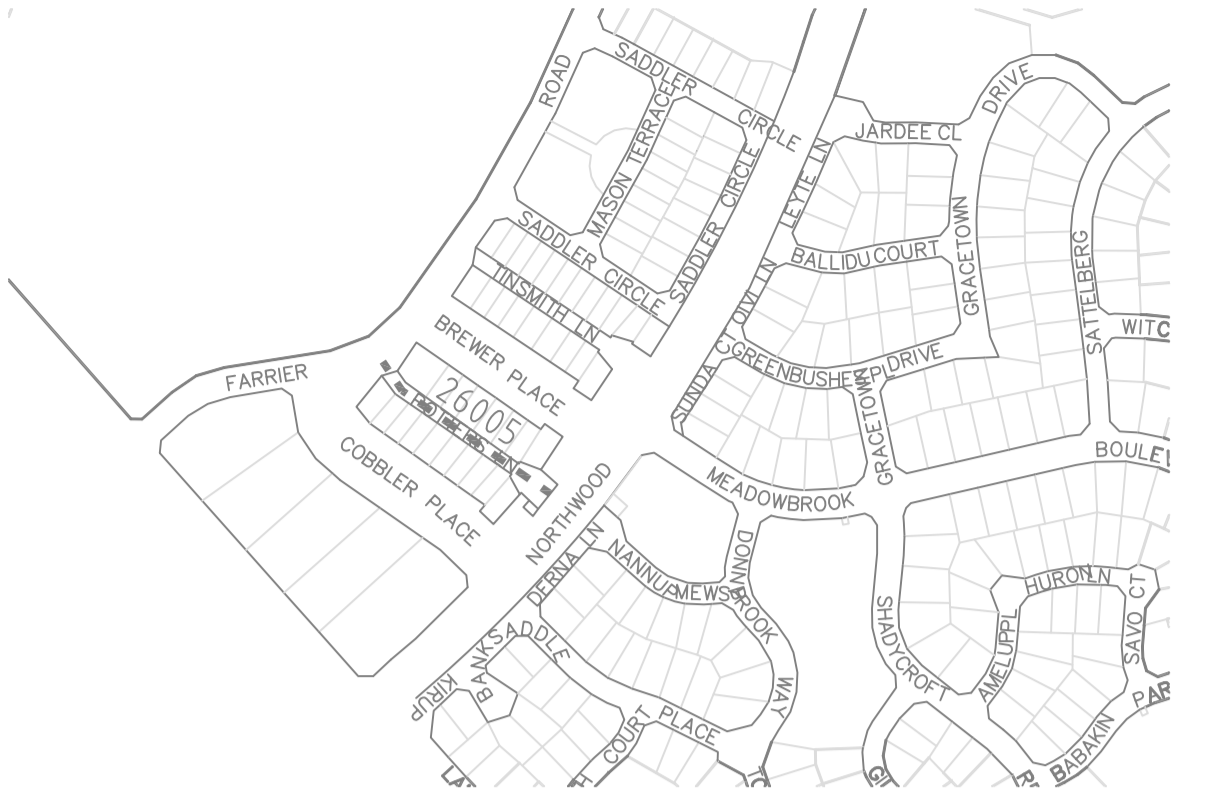 SADDLER
CIRCLE
ROAD
MASON TERRACE
SADDLER CIRCLE
SADDLER CIRCLE
TINSMITH LN
BREWER PLACE
FARRIER
26005
COBBLER PLACE
NORTHWOOD
DRIVE
JARDEE CL
LEYTE LN
GRACETOWN
BALLIDU COURT
OIVI LN
SATTELBERG
WITC
SUNDA CT
GREENBUSHES PL
DRIVE
GRACETOWN
BOULE
MEADOWBROOK
DERNA LN
NANNUP MEWS
DONNYBROOK
WAY
HURON LN
SAVO CT
SHADYCROFT
AMELUP PL
BANKSADDLE
PLACE
KIRUP
COURT
BABAKIN
PAR